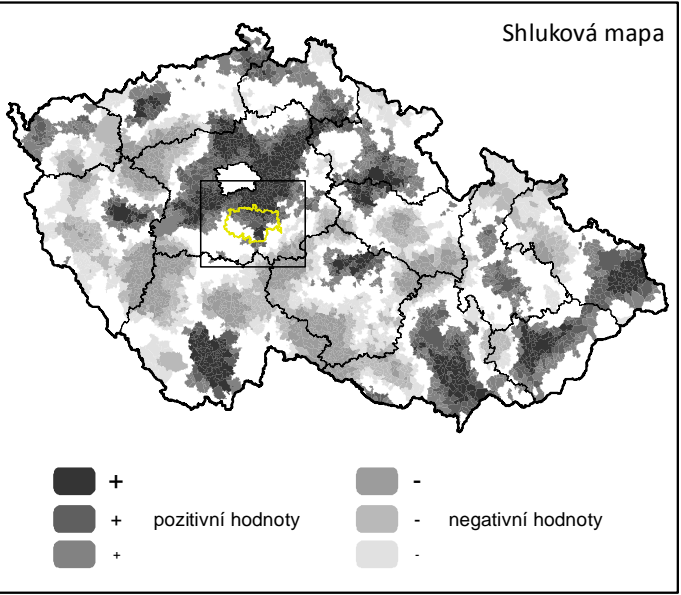 Shluková mapa
+ -
+ pozitivní hodnoty - negativní hodnoty
+ -